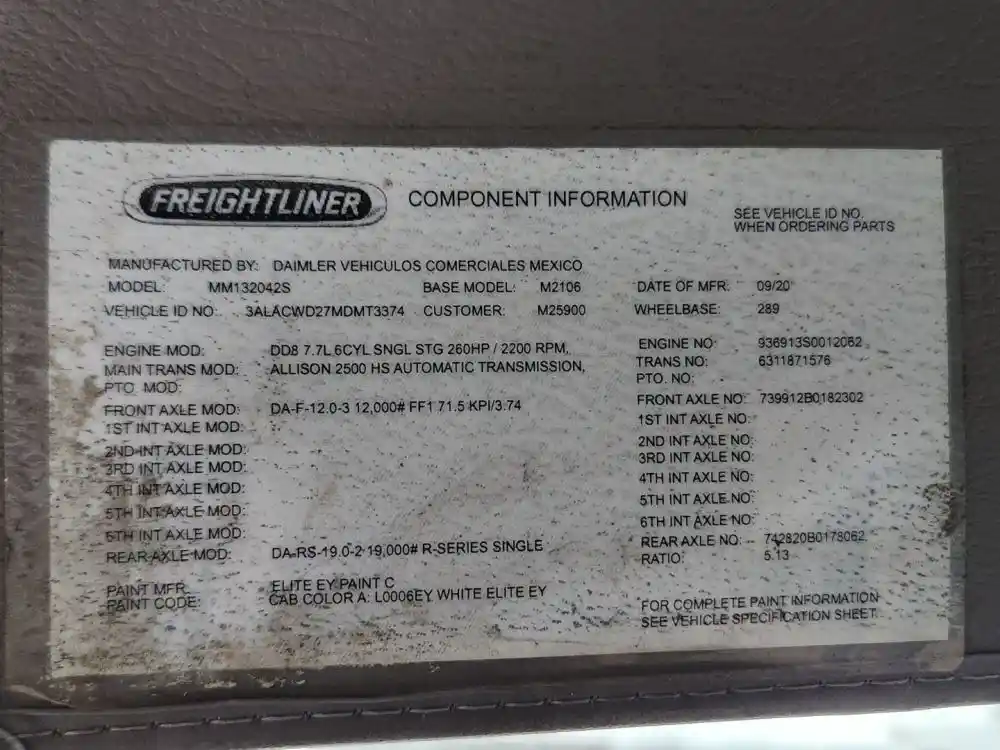 FREIGHTLINER COMPONENT INFORMATION
SEE VEHICLE ID NO.
WHEN ORDERING PARTS
MANUFACTURED BY: DAIMLER VEHICULOS COMERCIALES MEXICO
MODEL: MM132042S BASE MODEL: M2106 DATE OF MFR: 09/20
VEHICLE ID NO: 3ALACWD27MDMT3374 CUSTOMER: M25900 WHEELBASE: 289
ENGINE MOD: DD8 7.7L 6CYL SNGL STG 260HP / 2200 RPM, ENGINE NO: 936913S0012062
MAIN TRANS MOD: ALLISON 2500 HS AUTOMATIC TRANSMISSION, TRANS NO: 6311871576
PTO. MOD: PTO. NO:
FRONT AXLE MOD: DA-F-12.0-3 12,000# FF1 71.5 KPI/3.74 FRONT AXLE NO: 739912B0182302
1ST INT AXLE MOD: 1ST INT AXLE NO:
2ND INT AXLE MOD: 2ND INT AXLE NO:
3RD INT AXLE MOD: 3RD INT AXLE NO:
4TH INT AXLE MOD: 4TH INT AXLE NO:
5TH INT AXLE MOD: 5TH INT AXLE NO:
6TH INT AXLE MOD: 6TH INT AXLE NO:
REAR AXLE MOD: DA-RS-19.0-2 19,000# R-SERIES SINGLE REAR AXLE NO: 742820B0178062
RATIO: 5.13
PAINT MFR: ELITE EY PAINT C
PAINT CODE: CAB COLOR A: L0006EY WHITE ELITE EY
FOR COMPLETE PAINT INFORMATION
SEE VEHICLE SPECIFICATION SHEET.